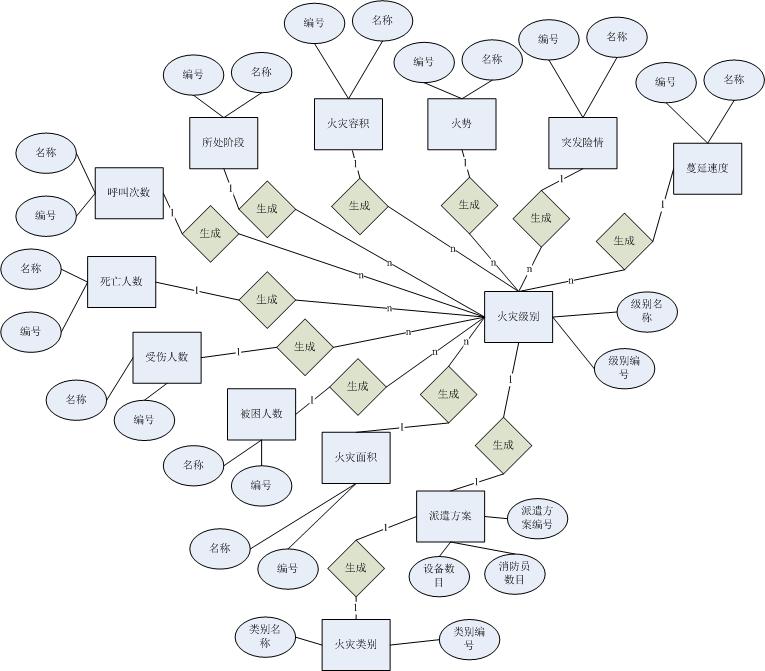 编号
名称
编号
名称
编号
名称
编号
名称
编号
名称
所处阶段
火灾容积
火势
突发险情
蔓延速度
名称
编号
呼叫次数
1
1
1
1
1
1
生成
生成
生成
生成
生成
生成
n
n
n
n
n
n
名称
编号
死亡人数
1
生成
n
火灾级别
级别名
称
级别编
号
受伤人数
1
生成
n
名称
编号
被困人数
1
生成
n
名称
编号
火灾面积
1
生成
n
名称
编号
1
生成
1
派遣方案
派遣方
案编号
设备数
目
消防员
数目
1
生成
1
火灾类别
类别名
称
类别编
号